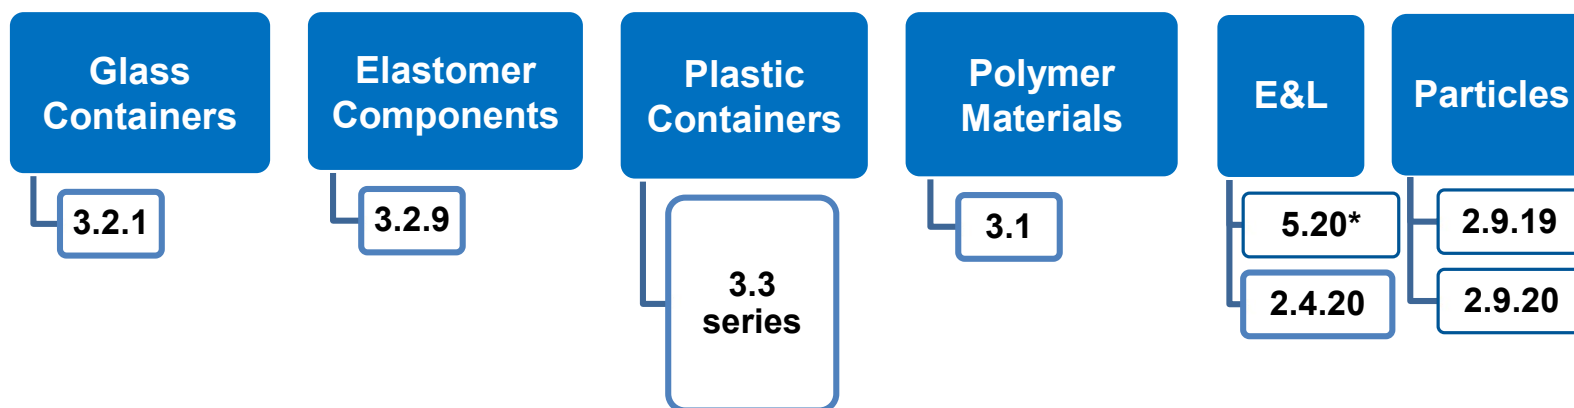 Glass
Containers
3.2.1
Elastomer
Components
3.2.9
Plastic
Containers
3.3
series
Polymer
Materials
3.1
E&L
5.20*
2.4.20
Particles
2.9.19
2.9.20